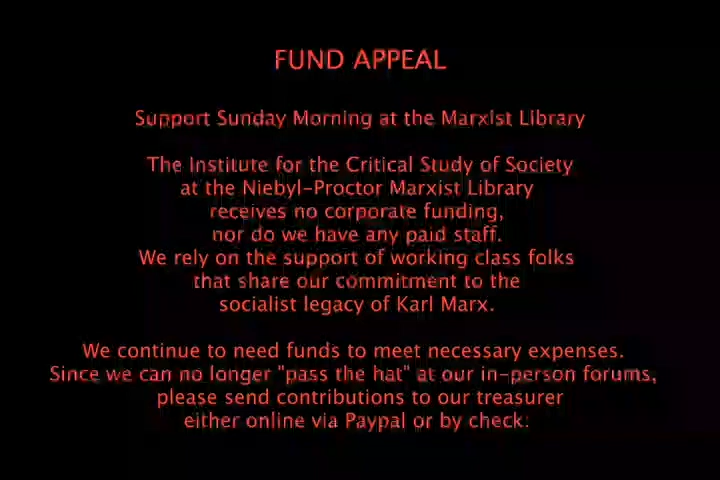 FUND APPEAL
Support Sunday Morning at the Marxist Library
The Institute for the Critical Study of Society
at the Niebyl-Proctor Marxist Library
receives no corporate funding,
nor do we have any paid staff.
We rely on the support of working class folks
that share our commitment to the
socialist legacy of Karl Marx.
We continue to need funds to meet necessary expenses.
Since we can no longer "pass the hat" at our in-person forums,
please send contributions to our treasurer
either online via Paypal or by check: